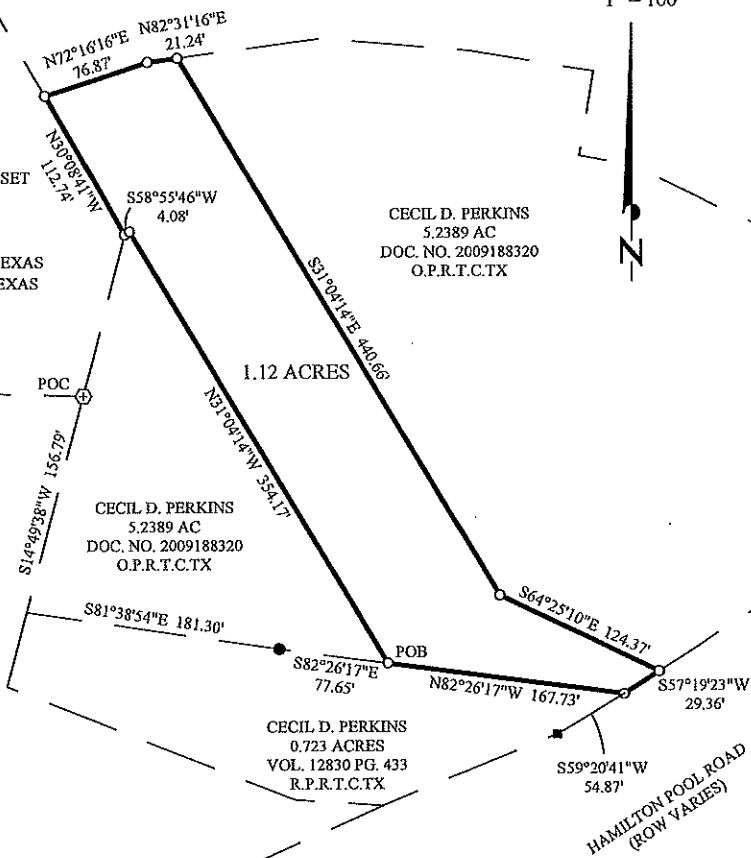 1" = 100'
N82°31'16"E
21.24'
N72°16'16"E
76.87'
N30°08'41"W
112.74'
SET
S58°55'46"W
4.08'
CECIL D. PERKINS
5.2389 AC
DOC. NO. 2009188320
O.P.R.T.C.TX
N
EXAS
EXAS
S31°04'14"E 440.66'
1.12 ACRES
POC
N31°04'14"W 354.17'
S14°49'38"W 156.79'
CECIL D. PERKINS
5.2389 AC
DOC. NO. 2009188320
O.P.R.T.C.TX
S81°38'54"E 181.30'
S64°25'10"E 124.37'
POB
S82°26'17"E
77.65'
N82°26'17"W 167.73'
S57°19'23"W
29.36'
CECIL D. PERKINS
0.723 ACRES
VOL. 12830 PG. 433
R.P.R.T.C.TX
S59°20'41"W
54.87'
HAMILTON POOL ROAD
(ROW VARIES)